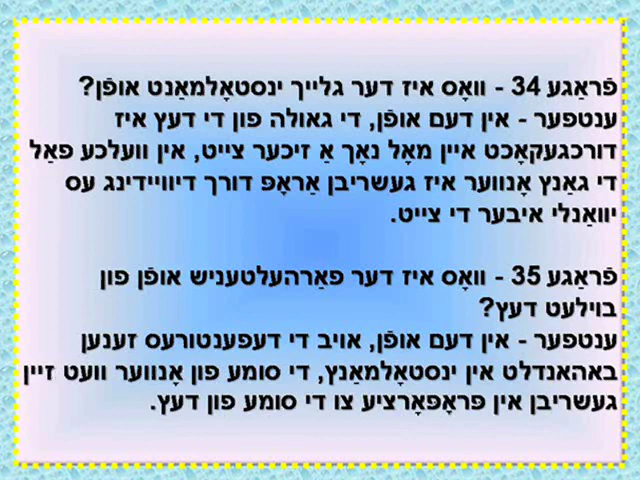 פֿראַגע 34 - וואָס איז דער גלייך ינסטאָלמאַנט אופֿן?
ענטפער - אין דעם אופֿן, די גאולה פון די דעץ איז
דורכגעקאָכט איין מאָל נאָך אַ זיכער צייט, אין וועלכע פאַל
די גאַנץ אָנווער איז געשריבן אַראָפּ דורך דיוויידינג עס
יוואַנלי איבער די צייט.
פֿראַגע 35 - וואָס איז דער פאַרהעלטעניש אופֿן פון
בוילעט דעץ?
ענטפער - אין דעם אופֿן, אויב די דעפּענטורעס זענען
באהאנדלט אין ינסטאָלמאַנץ, די סומע פון אָנווער וועט זיין
געשריבן אין פּראָפּאָרציע צו די סומע פון דעץ.